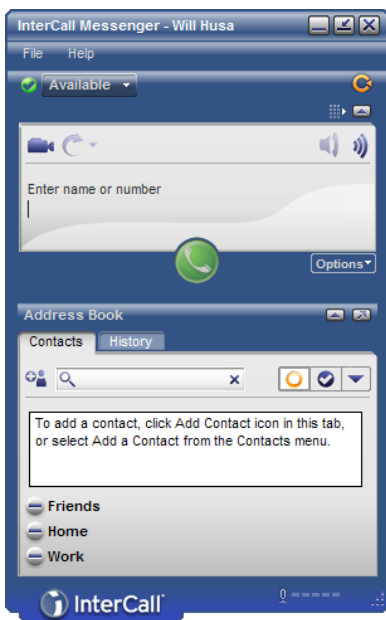 InterCall Messenger - Will Husa
File Help
Available
Enter name or number
Options
Address Book
Contacts History
To add a contact, click Add Contact icon in this tab,
or select Add a Contact from the Contacts menu.
Friends
Home
Work
InterCall